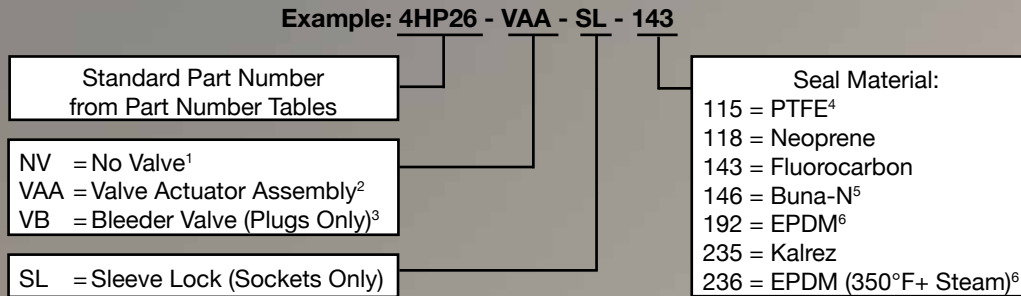 Example: 4HP26 - VAA - SL - 143
Standard Part Number
from Part Number Tables
NV = No Valve¹
VAA = Valve Actuator Assembly²
VB = Bleeder Valve (Plugs Only)³
SL = Sleeve Lock (Sockets Only)
Seal Material:
115 = PTFE⁴
118 = Neoprene
143 = Fluorocarbon
146 = Buna-N⁵
192 = EPDM⁶
235 = Kalrez
236 = EPDM (350°F+ Steam)⁶